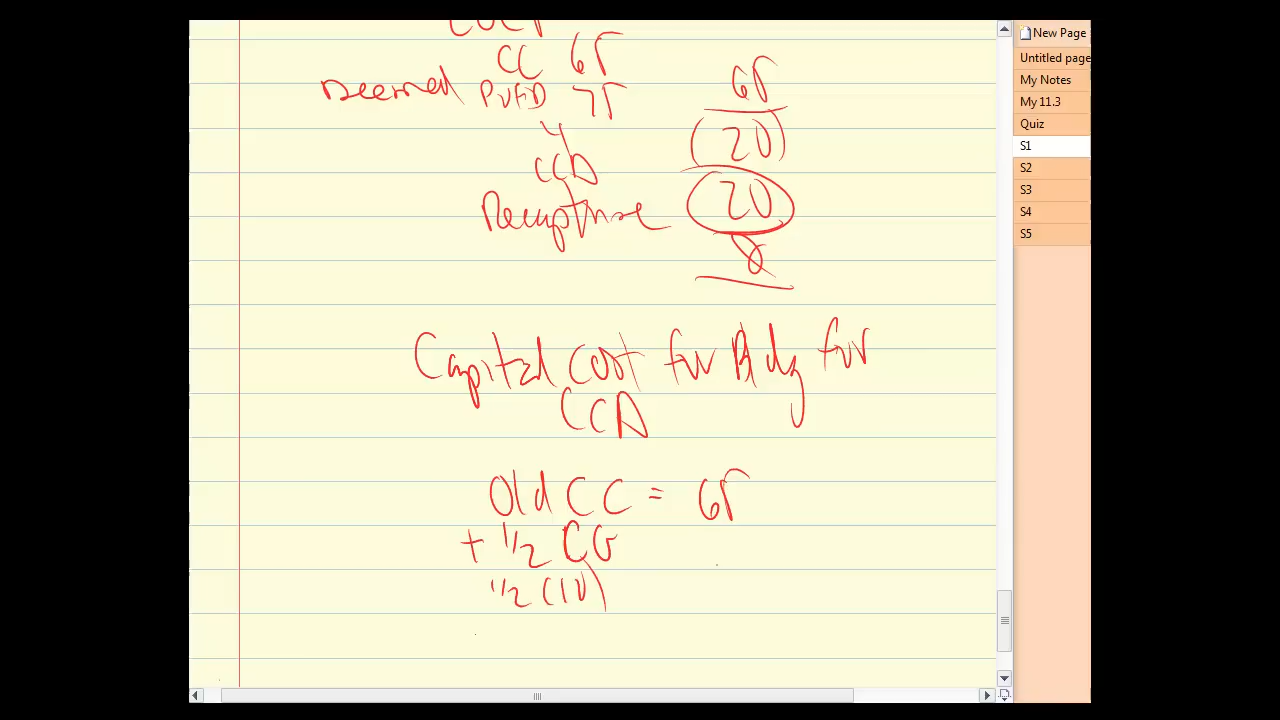 CC 65
Deemed PUFD 75
65
(20)
CCA
Recapture 20
0
Capital Cost for Adj for
CCA
Old CC = 65
+ 1/2 CG
1/2 (10)
New Page
Untitled page
My Notes
My 11.3
Quiz
S1
S2
S3
S4
S5